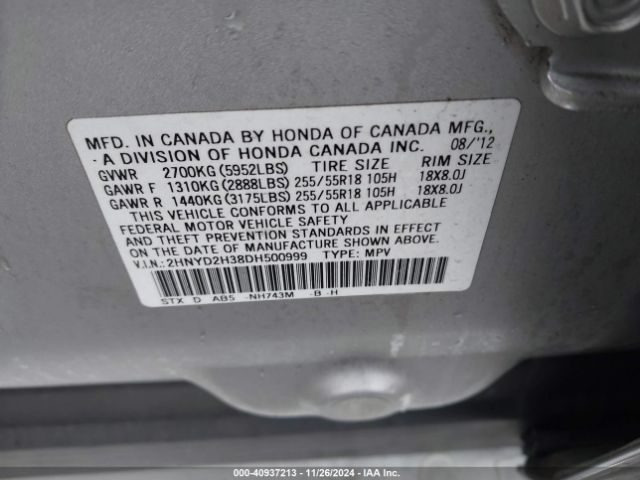 MFD. IN CANADA BY HONDA OF CANADA MFG.,
A DIVISION OF HONDA CANADA INC. 08/'12
GVWR 2700KG (5952LBS) TIRE SIZE RIM SIZE
GAWR F 1310KG (2888LBS) 255/55R18 105H 18X8.0J
GAWR R 1440KG (3175LBS) 255/55R18 105H 18X8.0J
THIS VEHICLE CONFORMS TO ALL APPLICABLE
FEDERAL MOTOR VEHICLE SAFETY
AND THEFT PREVENTION STANDARDS IN EFFECT
ON THE DATE OF MANUFACTURE SHOWN ABOVE.
V.I.N.: 2HNYD2H38DH500999 TYPE: MPV
STX D ABS -NH743M -B -H
000-40937213 - 11/26/2024 - IAA Inc.